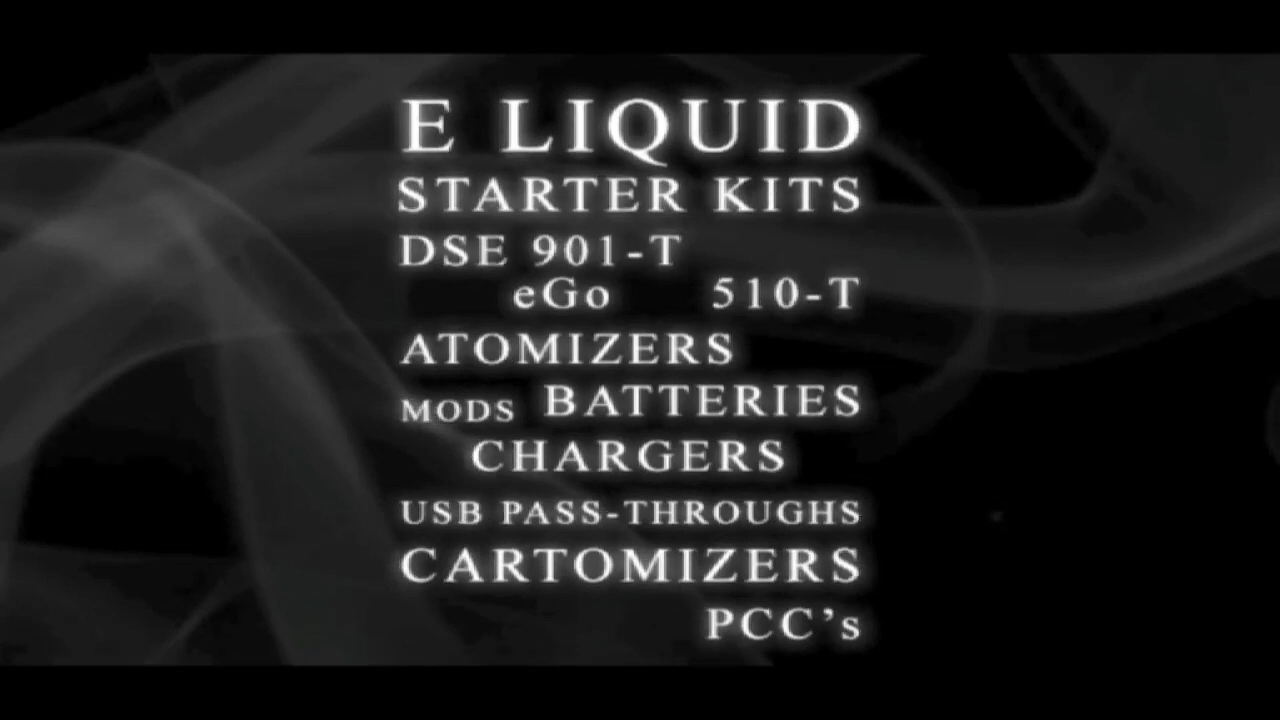 E LIQUID
STARTER KITS
DSE 901-T
eGo 510-T
ATOMIZERS
MODS BATTERIES
CHARGERS
USB PASS-THROUGHS
CARTOMIZERS
PCC's